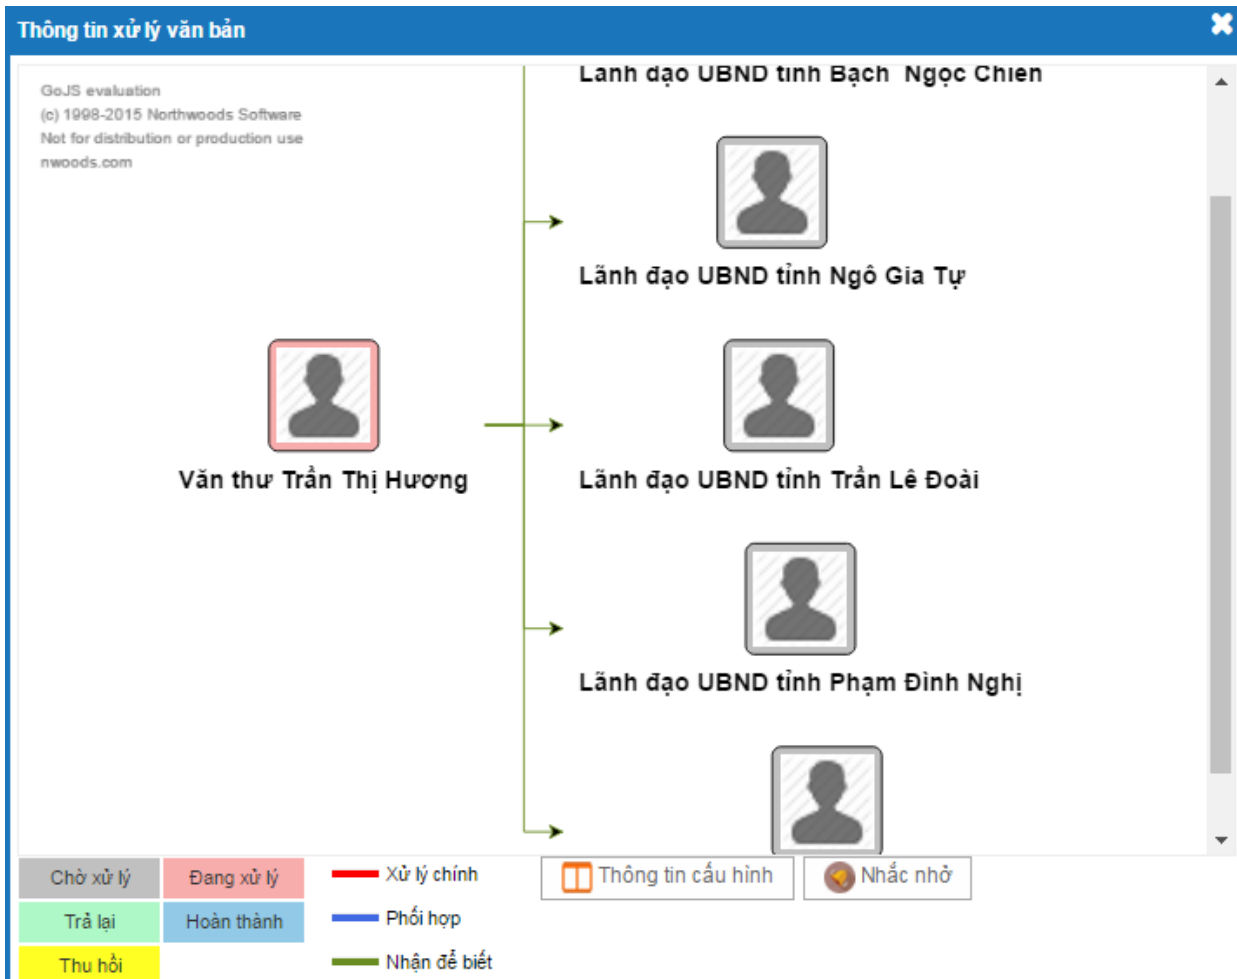 Thông tin xử lý văn bản
GoJS evaluation
(c) 1998-2015 Northwoods Software
Not for distribution or production use
nwoods.com
Lãnh đạo UBND tỉnh Bạch  Ngọc Chiến
Lãnh đạo UBND tỉnh Ngô Gia Tự
Văn thư Trần Thị Hương
Lãnh đạo UBND tỉnh Trần Lê Đoài
Lãnh đạo UBND tỉnh Phạm Đình Nghị
Chờ xử lý
Đang xử lý
Xử lý chính
Thông tin cấu hình
Nhắc nhở
Trả lại
Hoàn thành
Phối hợp
Thu hồi
Nhận để biết